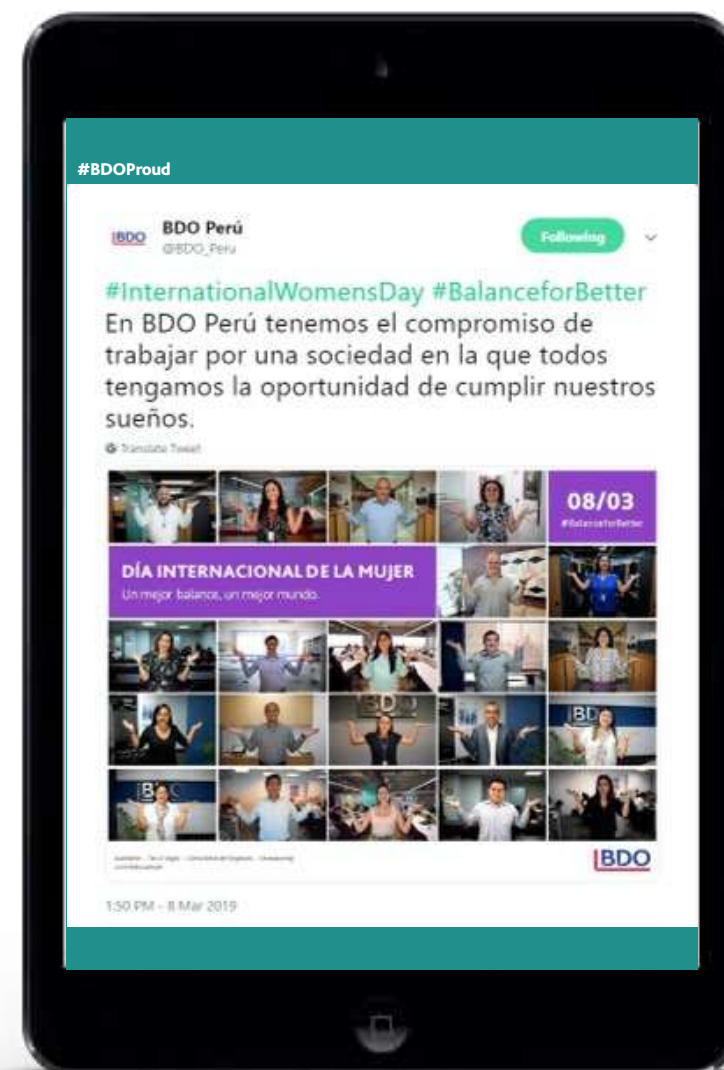 #BDOProud
BDO
BDO Perú
@BDO_Peru
Following
#InternationalWomensDay #BalanceforBetter
En BDO Perú tenemos el compromiso de
trabajar por una sociedad en la que todos
tengamos la oportunidad de cumplir nuestros
sueños.
Translate Tweet
08/03
#BalanceforBetter
DÍA INTERNACIONAL DE LA MUJER
Un mejor balance, un mejor mundo.
BDO
BDO
1:50 PM - 8 Mar 2019